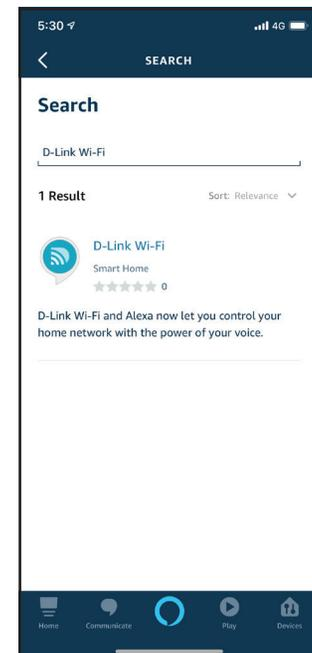 5:30
4G
SEARCH
Search
D-Link Wi-Fi
1 Result
Sort: Relevance
D-Link Wi-Fi
Smart Home
0
D-Link Wi-Fi and Alexa now let you control your
home network with the power of your voice.
Home Communicate Play Devices